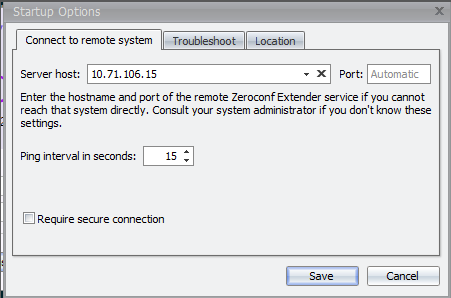 Startup Options
Connect to remote system
Troubleshoot
Location
Server host: 10.71.106.15 Port: Automatic
Enter the hostname and port of the remote Zeroconf Extender service if you cannot
reach that system directly. Consult your system administrator if you don't know these
settings.
Ping interval in seconds: 15
Require secure connection
Save
Cancel